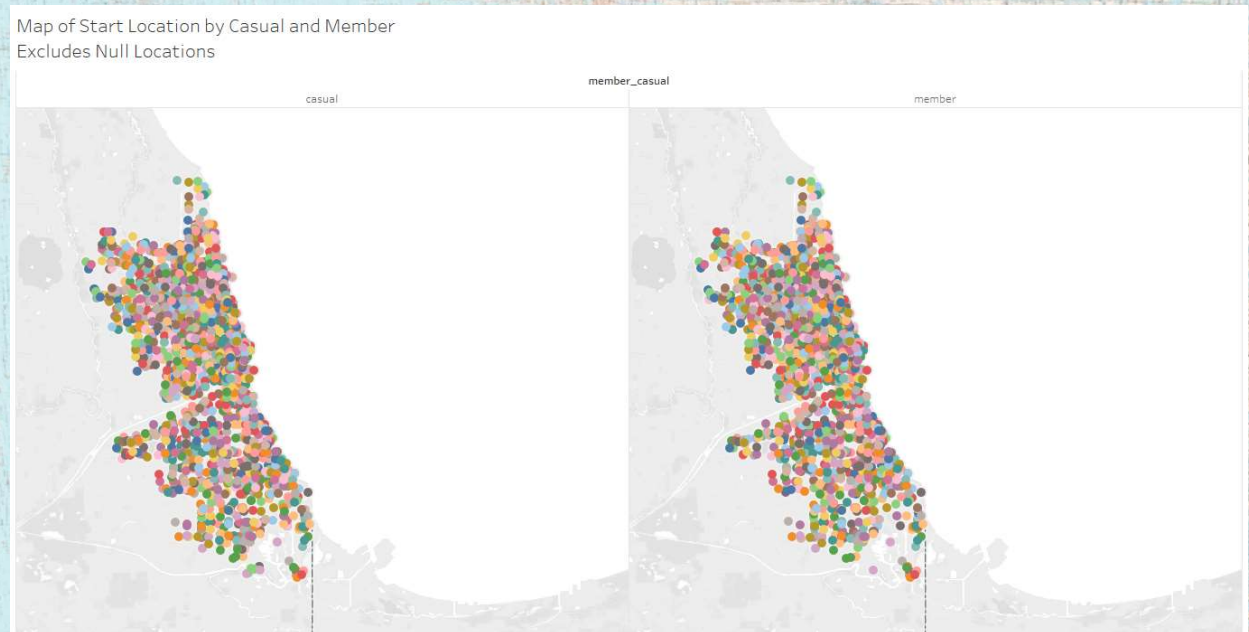 Map of Start Location by Casual and Member
Excludes Null Locations
member_casual
casual
member